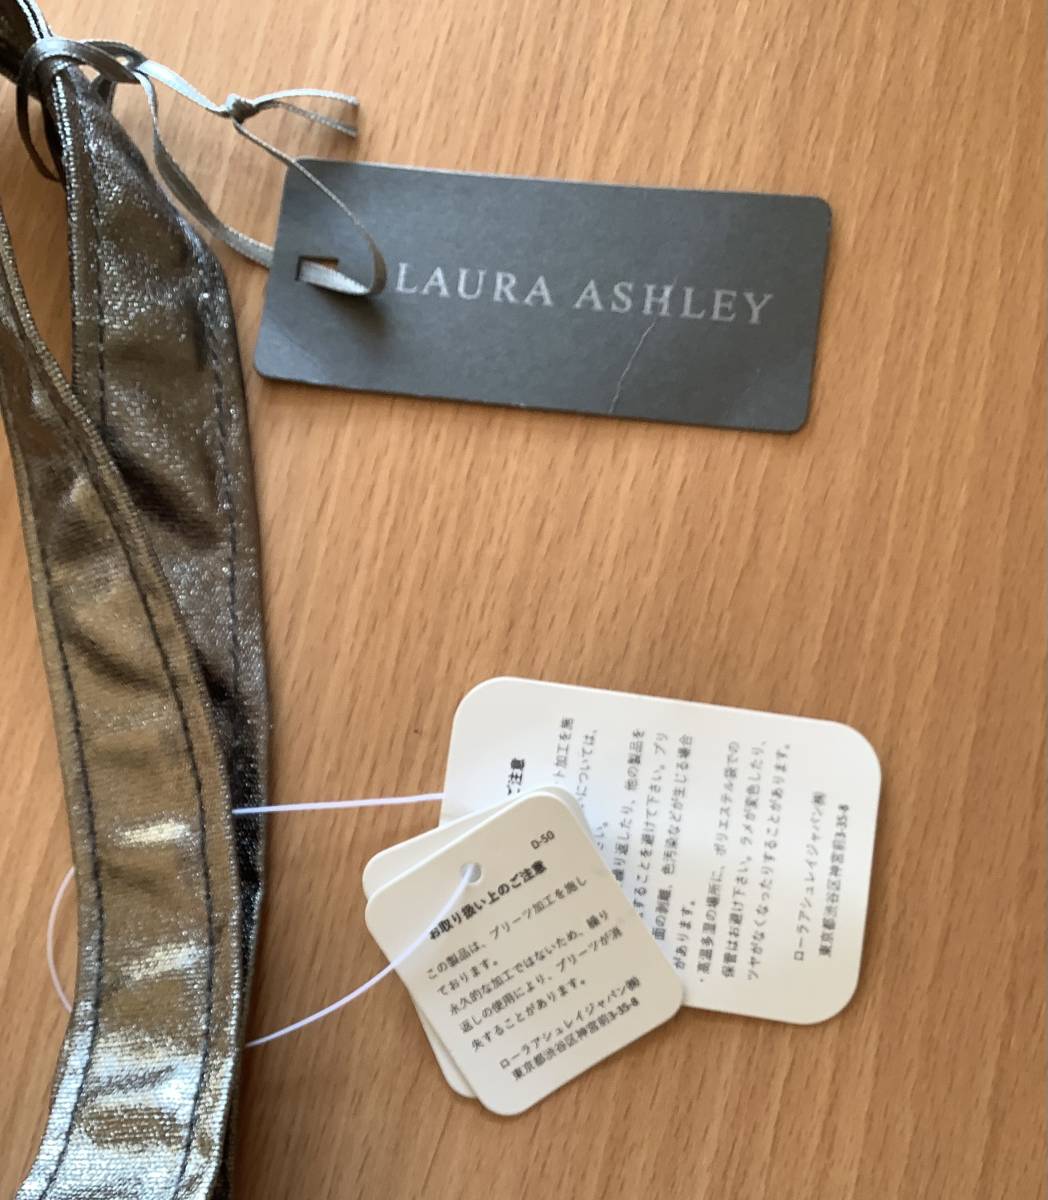 LAURA ASHLEY
ご注意
ト加工を施
については、
さい。
繰り返したり、他の製品を
することを避けて下さい。プリ
面の剥離、色汚染などが生じる場合
があります。
・高温多湿の場所に、ポリエステル袋での
保管はお避け下さい。ラメが変色したり、
ツヤがなくなったりすることがあります。
ローラアシュレイジャパン㈱
東京都渋谷区神宮前3-35-8
D-50
お取り扱い上のご注意
この製品は、プリーツ加工を施し
ております。
永久的な加工ではないため、繰り
返しの使用により、プリーツが消
失することがあります。
ローラアシュレイジャパン㈱
東京都渋谷区神宮前3-35-8